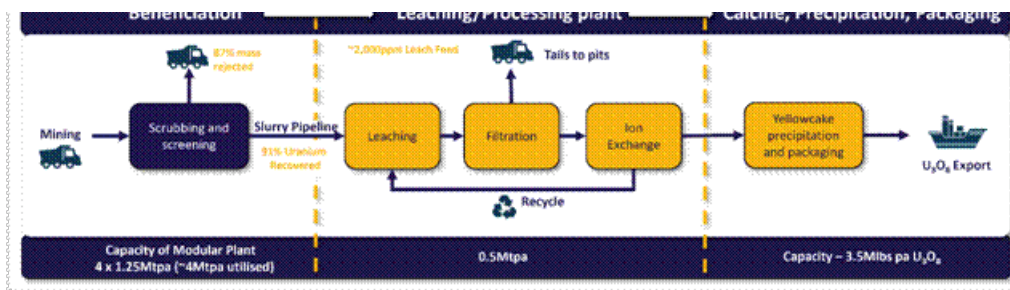 Beneficiation
Leaching/Processing plant
Calcine, Precipitation, Packaging
87% mass
rejected
~2,000ppm Leach Feed
Tails to pits
Mining
Scrubbing and
screening
Slurry Pipeline
91% Uranium
Recovered
Leaching
Filtration
Ion
Exchange
Yellowcake
precipitation
and packaging
U₃O₈ Export
Recycle
Capacity of Modular Plant
4 x 1.25Mtpa (~4Mtpa utilised)
0.5Mtpa
Capacity – 3.5Mlbs pa U₃O₈